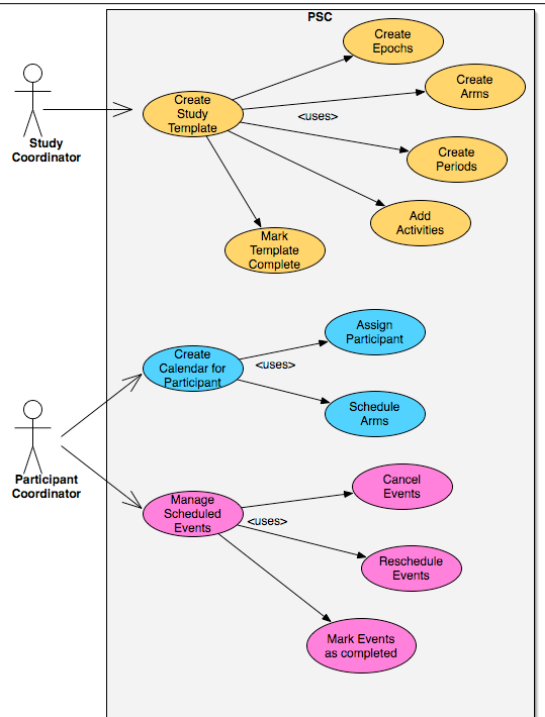 PSC
Create
Epochs
Create
Arms
Create
Study
Template
<uses>
Study
Coordinator
Create
Periods
Add
Activities
Mark
Template
Complete
Assign
Participant
Create
Calendar for
Participant
<uses>
Schedule
Arms
Participant
Coordinator
Cancel
Events
Manage
Scheduled
Events
<uses>
Reschedule
Events
Mark Events
as completed